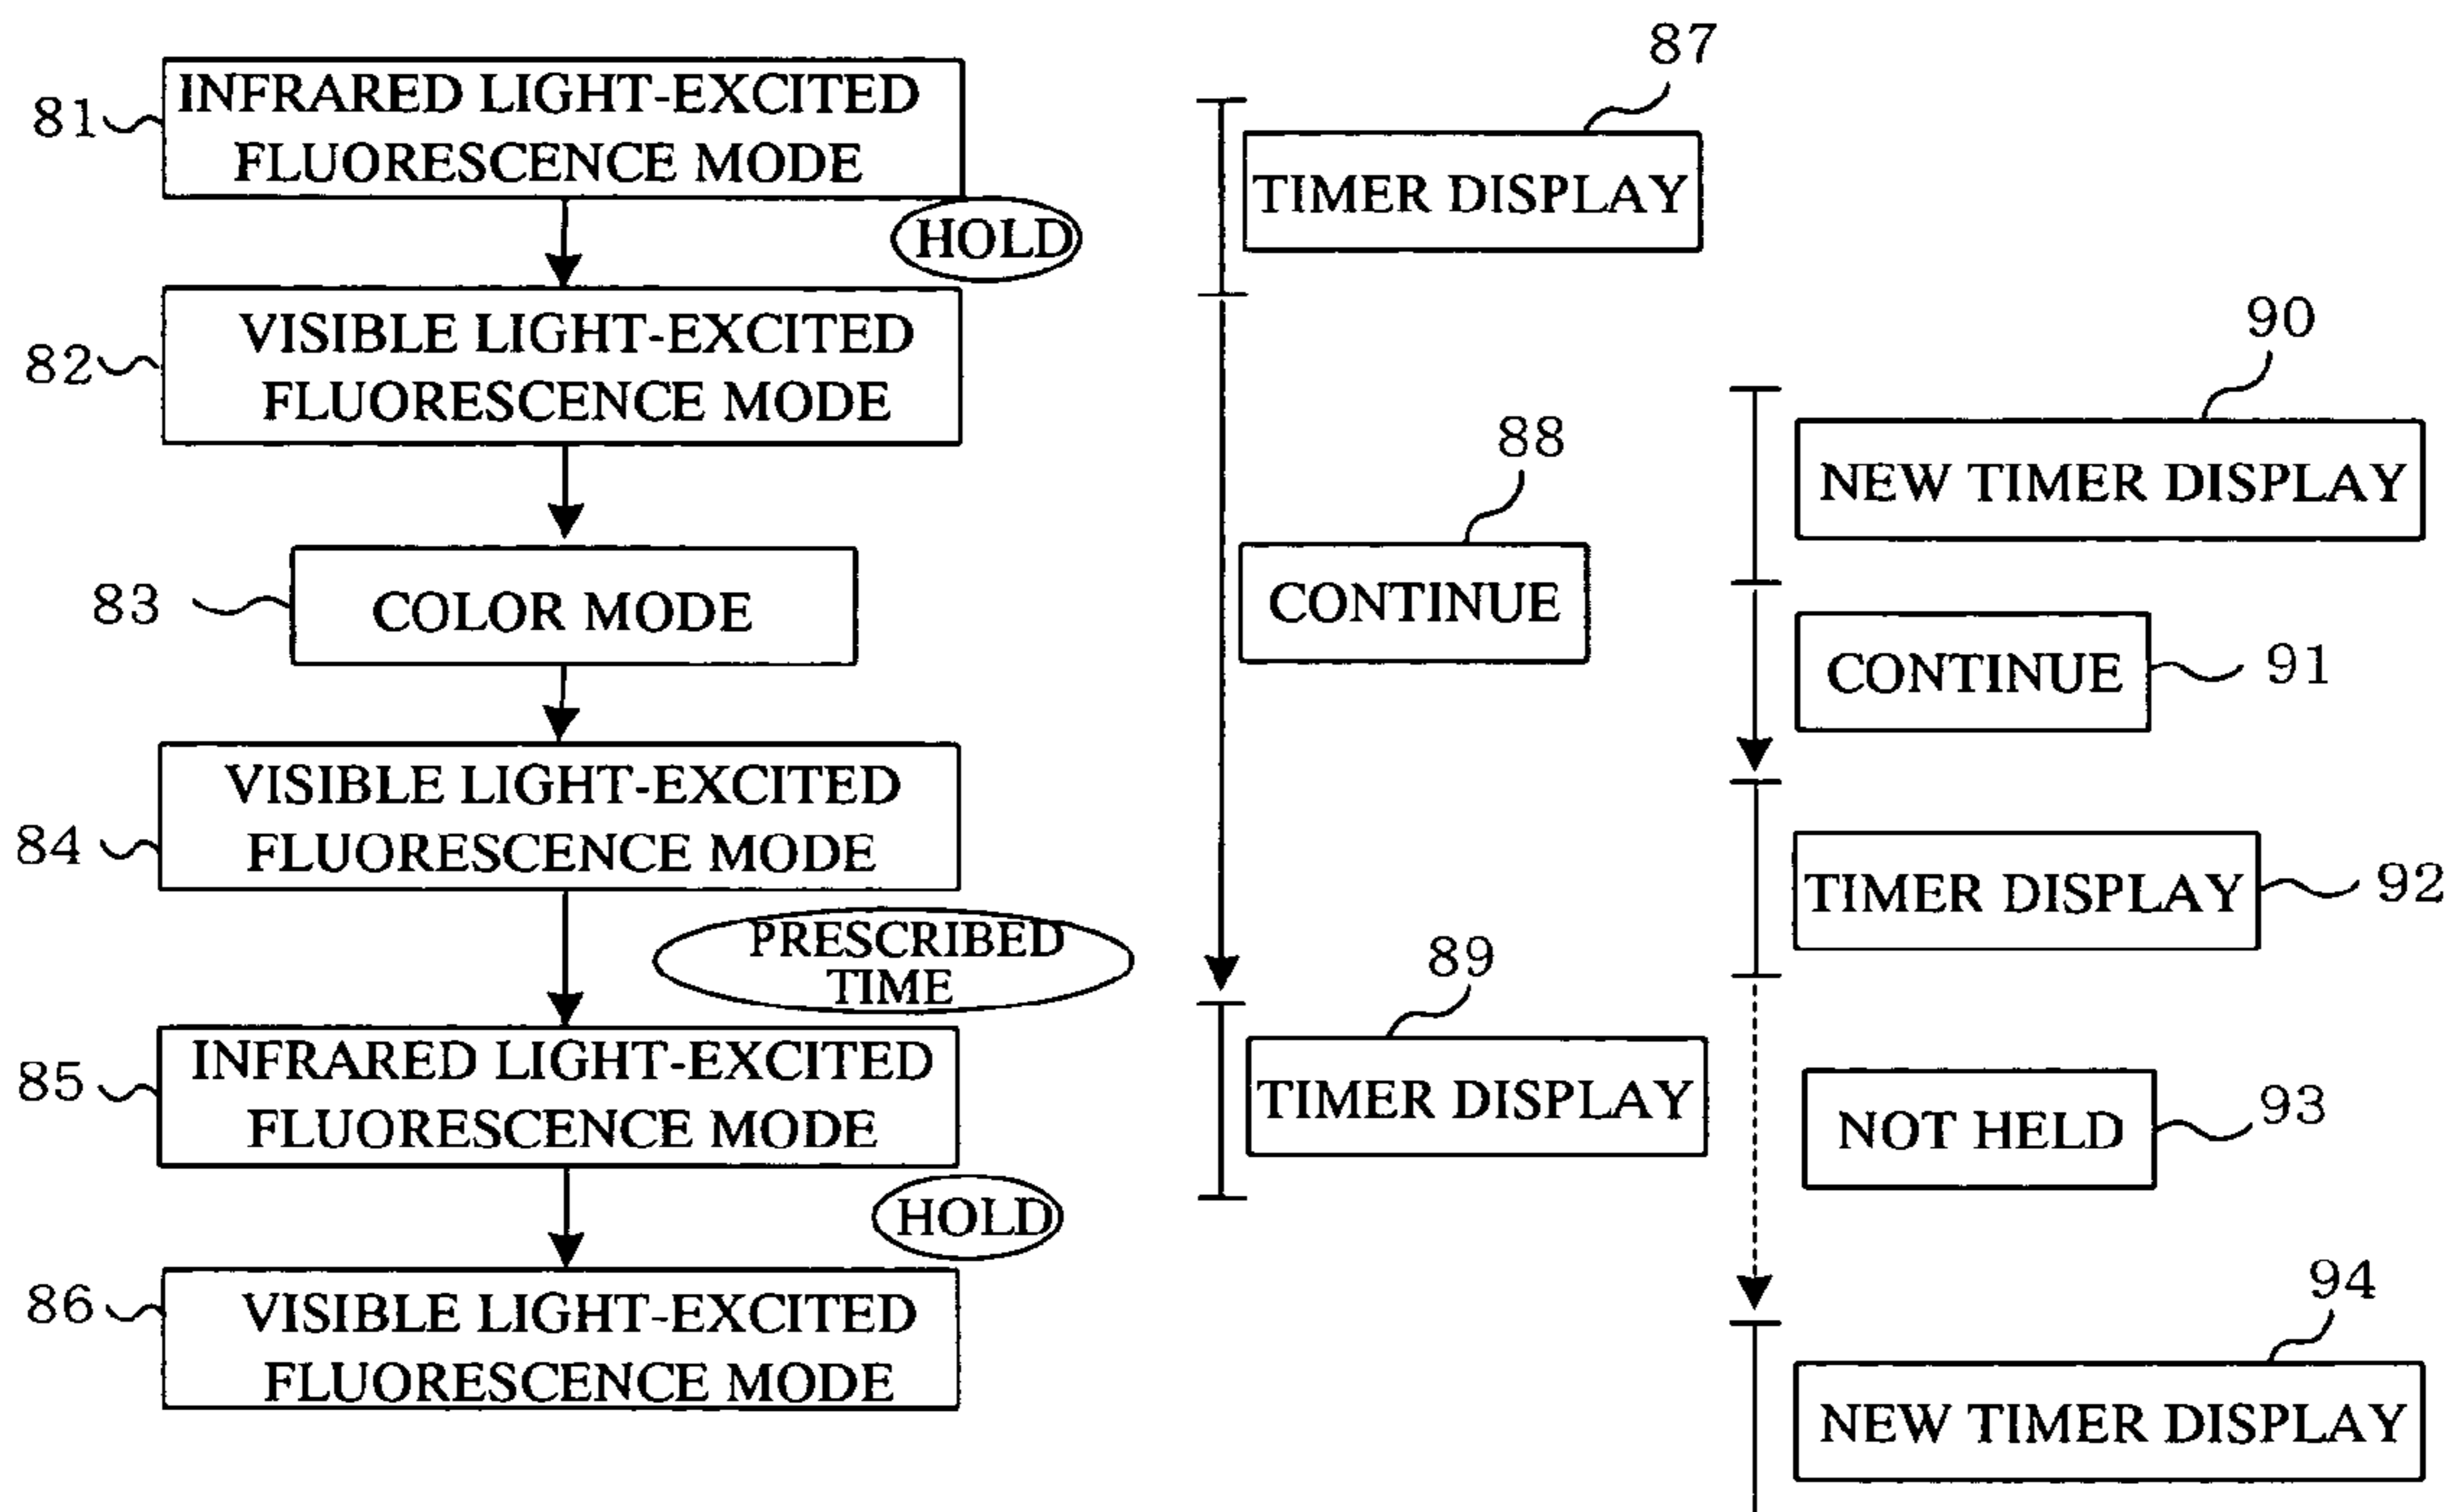 81
INFRARED LIGHT-EXCITED
FLUORESCENCE MODE
HOLD
82
VISIBLE LIGHT-EXCITED
FLUORESCENCE MODE
83
COLOR MODE
84
VISIBLE LIGHT-EXCITED
FLUORESCENCE MODE
PRESCRIBED
TIME
85
INFRARED LIGHT-EXCITED
FLUORESCENCE MODE
HOLD
86
VISIBLE LIGHT-EXCITED
FLUORESCENCE MODE
87
TIMER DISPLAY
88
CONTINUE
89
TIMER DISPLAY
90
NEW TIMER DISPLAY
CONTINUE
91
TIMER DISPLAY
92
NOT HELD
93
94
NEW TIMER DISPLAY